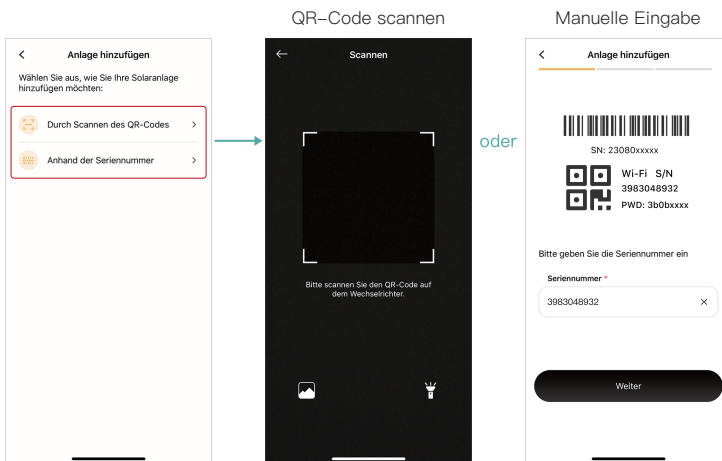 QR–Code scannen
Manuelle Eingabe
Anlage hinzufügen
Wählen Sie aus, wie Sie Ihre Solaranlage
hinzufügen möchten:
Durch Scannen des QR-Codes
Anhand der Seriennummer
Scannen
Bitte scannen Sie den QR-Code auf
dem Wechselrichter.
oder
Anlage hinzufügen
SN: 23080xxxxx
Wi-Fi S/N
3983048932
PWD: 3b0bxxxx
Bitte geben Sie die Seriennummer ein
Seriennummer *
3983048932
Weiter